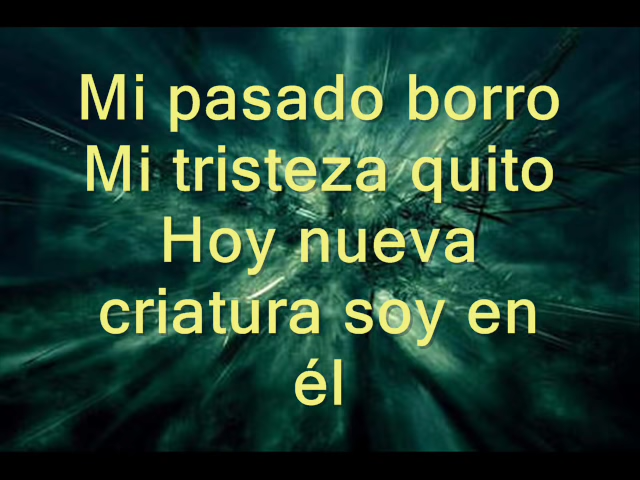 Mi pasado borro
Mi tristeza quito
Hoy nueva
criatura soy en
él